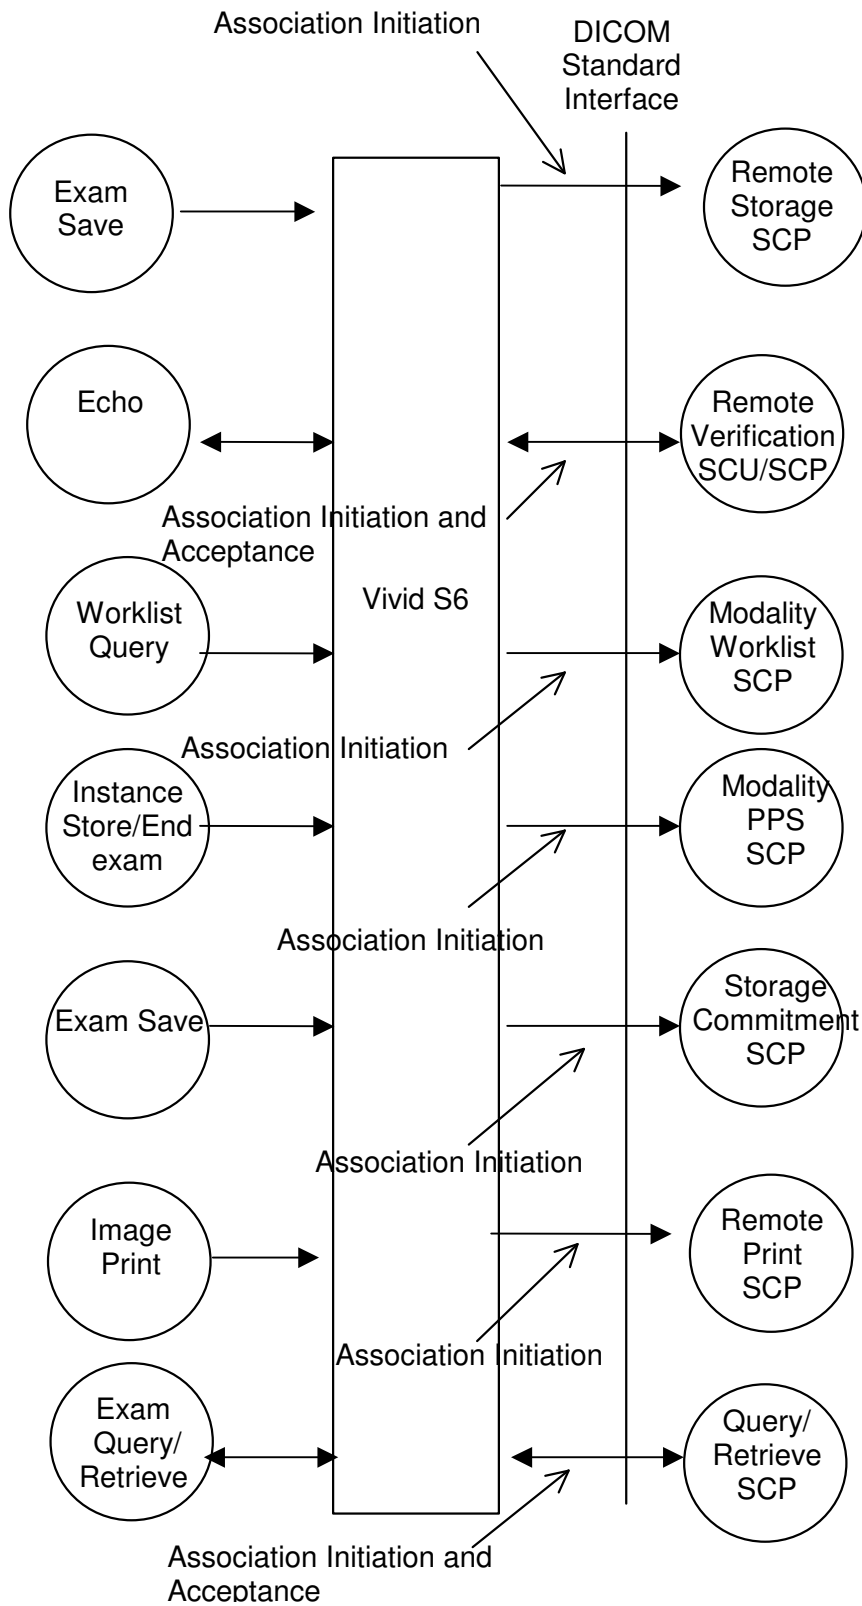 Association Initiation
DICOM
Standard
Interface
Exam
Save
Remote
Storage
SCP
Echo
Remote
Verification
SCU/SCP
Association Initiation and
Acceptance
Worklist
Query
Vivid S6
Modality
Worklist
SCP
Association Initiation
Instance
Store/End
exam
Modality
PPS
SCP
Association Initiation
Exam Save
Storage
Commitment
SCP
Association Initiation
Image
Print
Remote
Print
SCP
Association Initiation
Exam
Query/
Retrieve
Query/
Retrieve
SCP
Association Initiation and
Acceptance